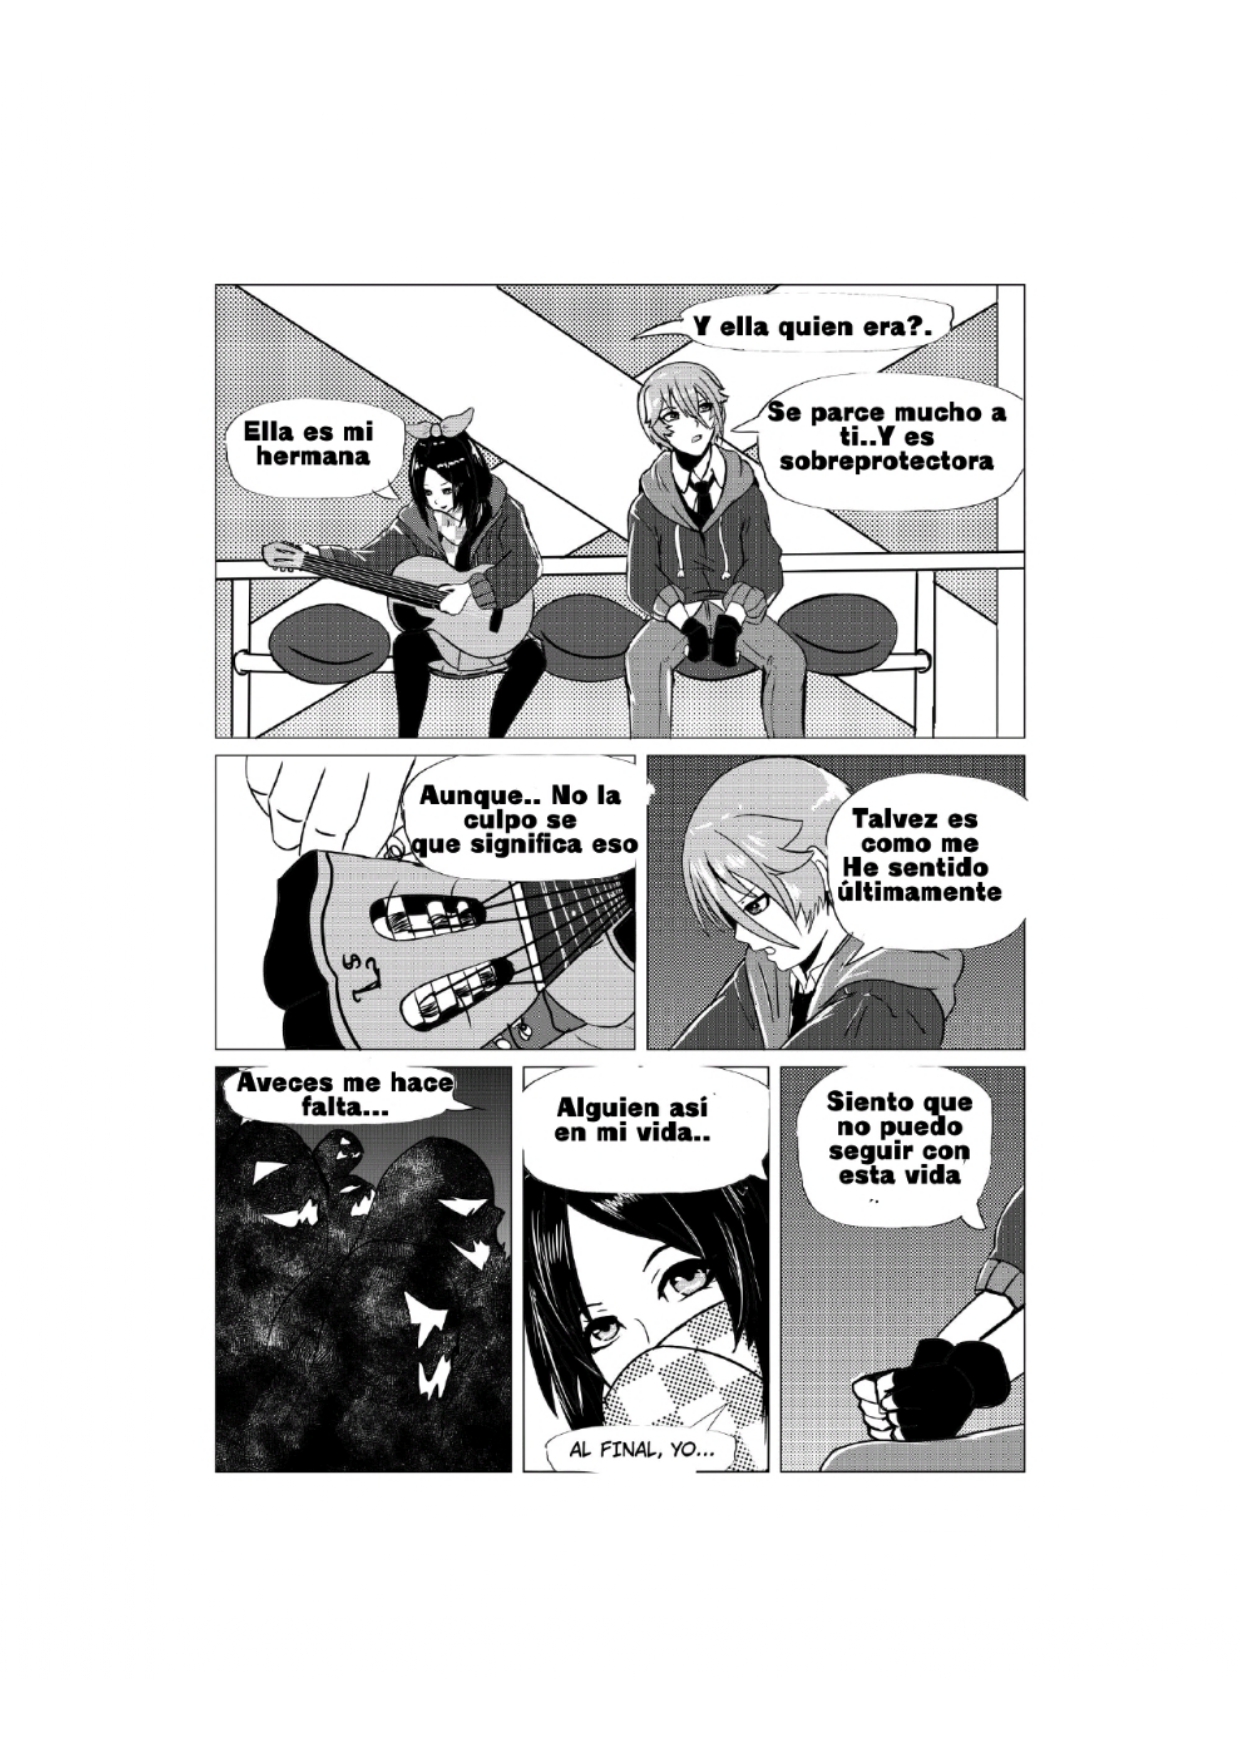 Y ella quien era?.
Ella es mi
hermana
Se parce mucho a
ti..Y es
sobreprotectora
Aunque.. No la
culpo se
que significa eso
Talvez es
como me
He sentido
últimamente
Aveces me hace
falta...
Alguien así
en mi vida..
AL FINAL, YO...
Siento que
no puedo
seguir con
esta vida
..